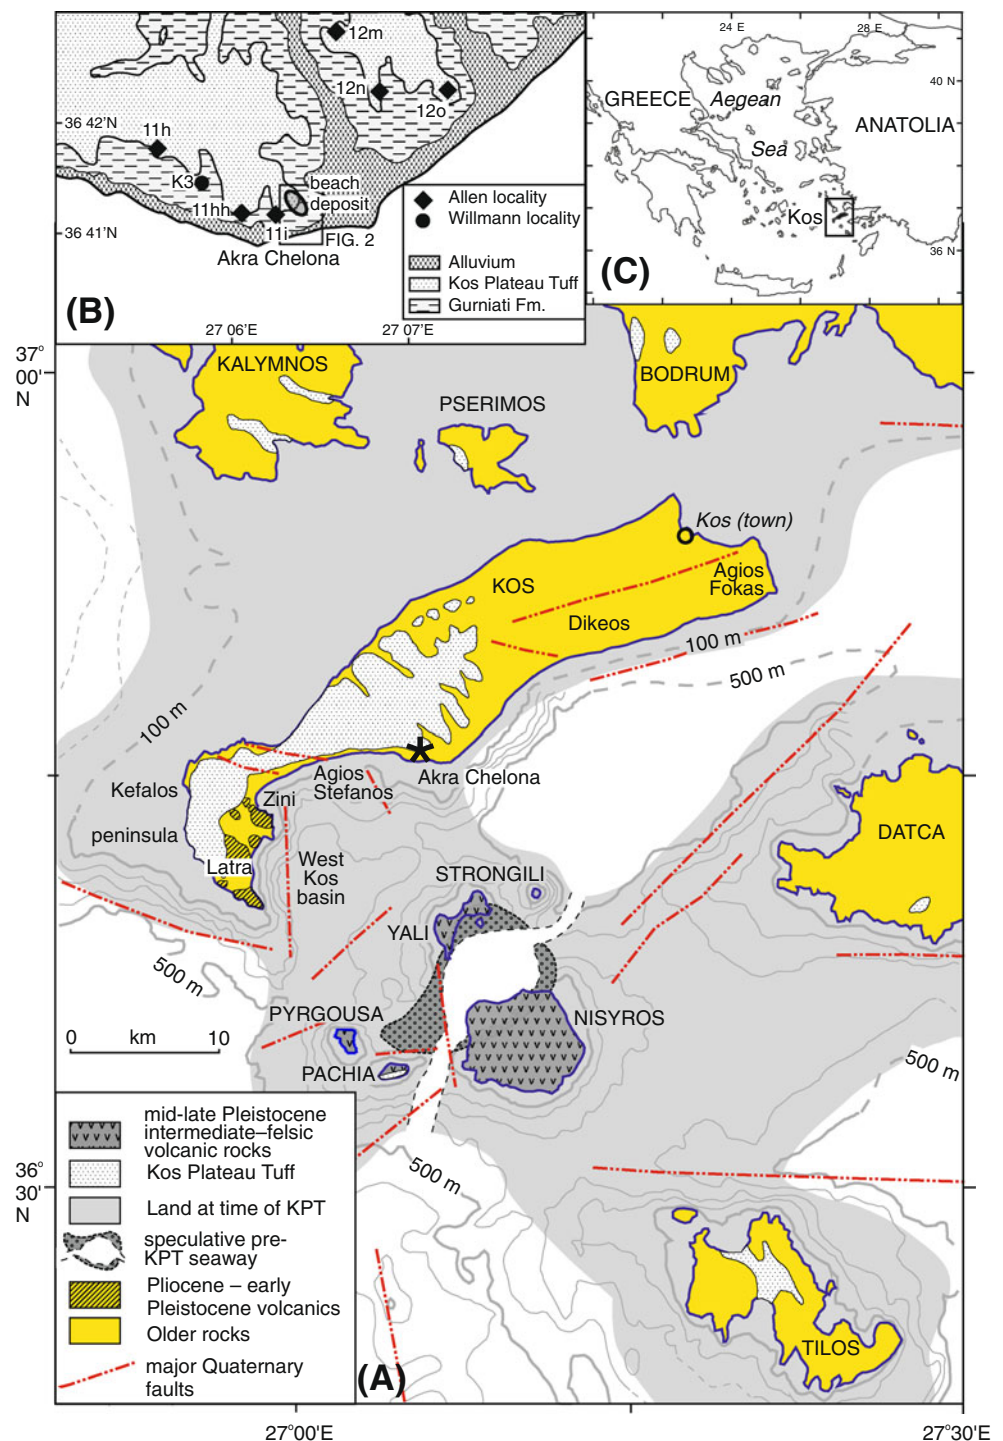 12m
12n
12o
36 42'N
11h
K3
11hh
11i
beach
deposit
FIG. 2
36 41'N
Akra Chelona
(B)
27 06'E
27 07'E
Allen locality
Willmann locality
Alluvium
Kos Plateau Tuff
Gurniati Fm.
24 E
28 E
40 N
GREECE
Aegean
Sea
ANATOLIA
Kos
36 N
(C)
37°
00'
N
KALYMNOS
PSERIMOS
BODRUM
Kos (town)
KOS
Agios
Fokas
Dikeos
100 m
500 m
100 m
Akra Chelona
Agios
Stefanos
Kefalos
peninsula
Zini
Latra
West
Kos
basin
DATCA
STRONGILI
YALI
500 m
PYRGOUSA
NISYROS
0 km 10
PACHIA
500 m
500 m
36°
30'
N
mid-late Pleistocene
intermediate–felsic
volcanic rocks
Kos Plateau Tuff
Land at time of KPT
speculative pre-
KPT seaway
Pliocene – early
Pleistocene volcanics
Older rocks
major Quaternary
faults
(A)
TILOS
27°00'E
27°30'E